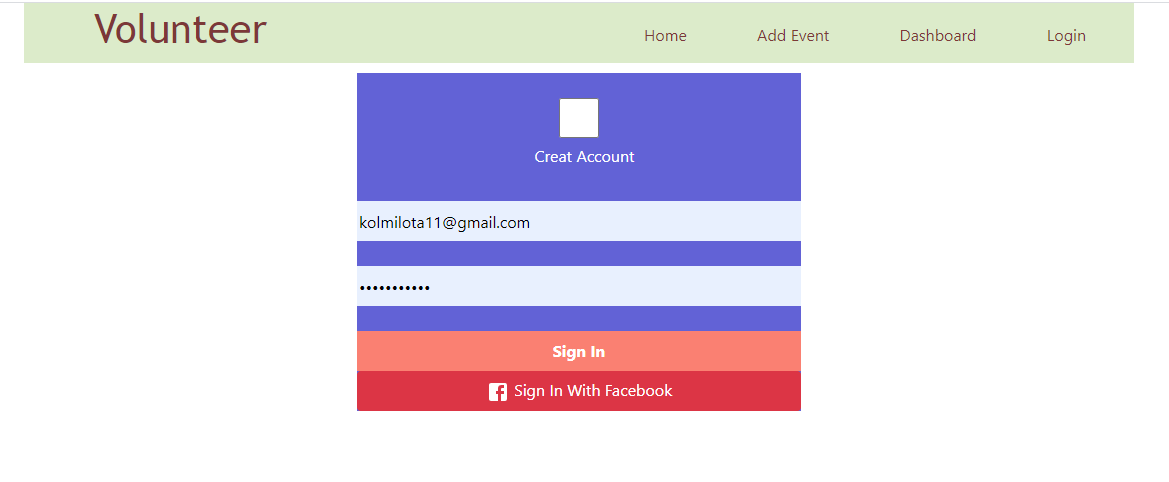 Volunteer
Home Add Event Dashboard Login
Creat Account
kolmilota11@gmail.com
•••••••••••
Sign In
Sign In With Facebook